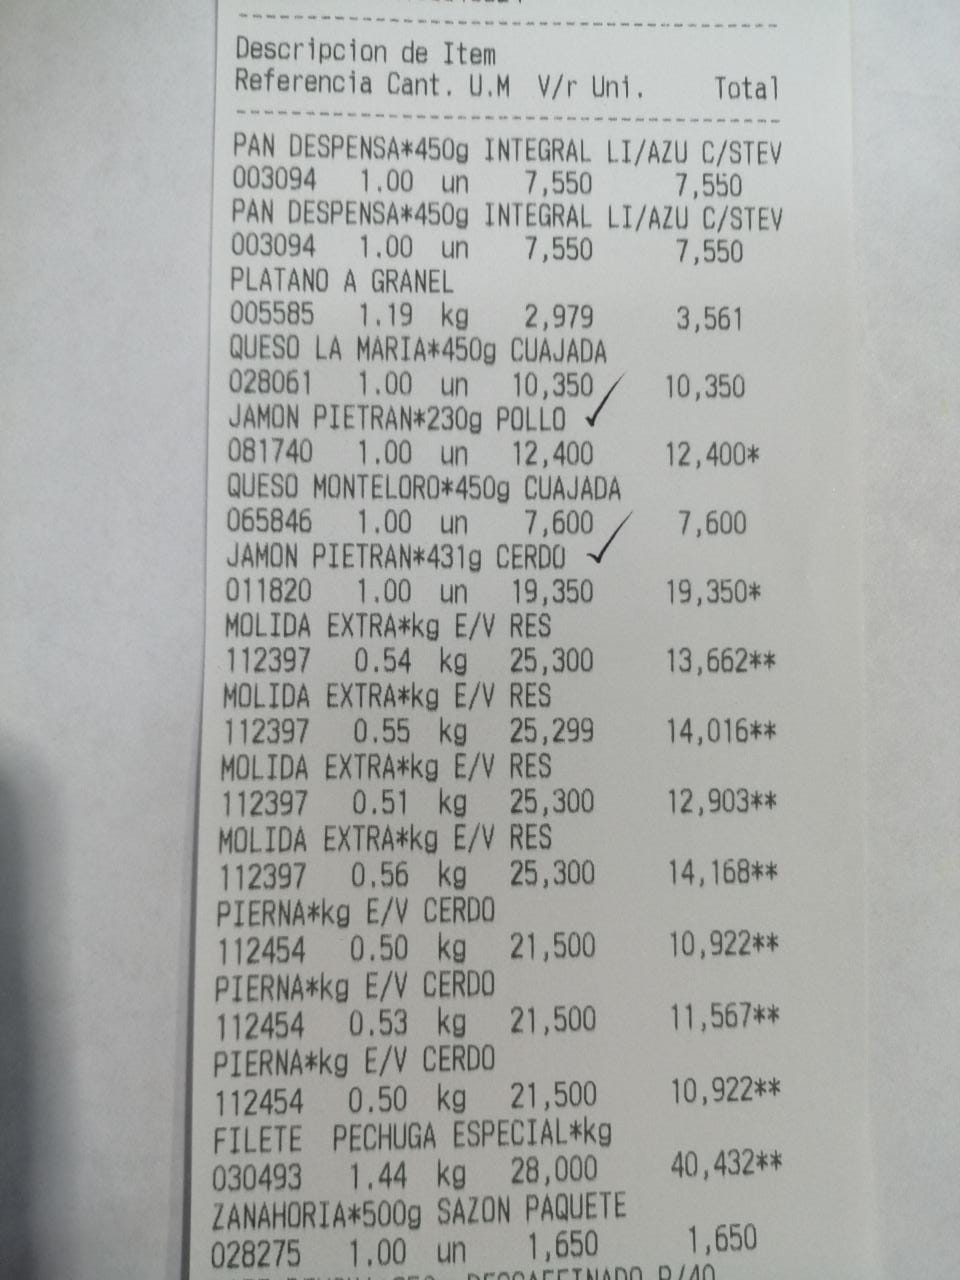 Descripcion de Item
Referencia Cant. U.M V/r Uni. Total
PAN DESPENSA*450g INTEGRAL LI/AZU C/STEV
003094 1.00 un 7,550 7,550
PAN DESPENSA*450g INTEGRAL LI/AZU C/STEV
003094 1.00 un 7,550 7,550
PLATANO A GRANEL
005585 1.19 kg 2,979 3,561
QUESO LA MARIA*450g CUAJADA
028061 1.00 un 10,350 10,350
JAMON PIETRAN*230g POLLO
081740 1.00 un 12,400 12,400*
QUESO MONTELORO*450g CUAJADA
065846 1.00 un 7,600 7,600
JAMON PIETRAN*431g CERDO
011820 1.00 un 19,350 19,350*
MOLIDA EXTRA*kg E/V RES
112397 0.54 kg 25,300 13,662**
MOLIDA EXTRA*kg E/V RES
112397 0.55 kg 25,299 14,016**
MOLIDA EXTRA*kg E/V RES
112397 0.51 kg 25,300 12,903**
MOLIDA EXTRA*kg E/V RES
112397 0.56 kg 25,300 14,168**
PIERNA*kg E/V CERDO
112454 0.50 kg 21,500 10,922**
PIERNA*kg E/V CERDO
112454 0.53 kg 21,500 11,567**
PIERNA*kg E/V CERDO
112454 0.50 kg 21,500 10,922**
FILETE PECHUGA ESPECIAL*kg
030493 1.44 kg 28,000 40,432**
ZANAHORIA*500g SAZON PAQUETE
028275 1.00 un 1,650 1,650